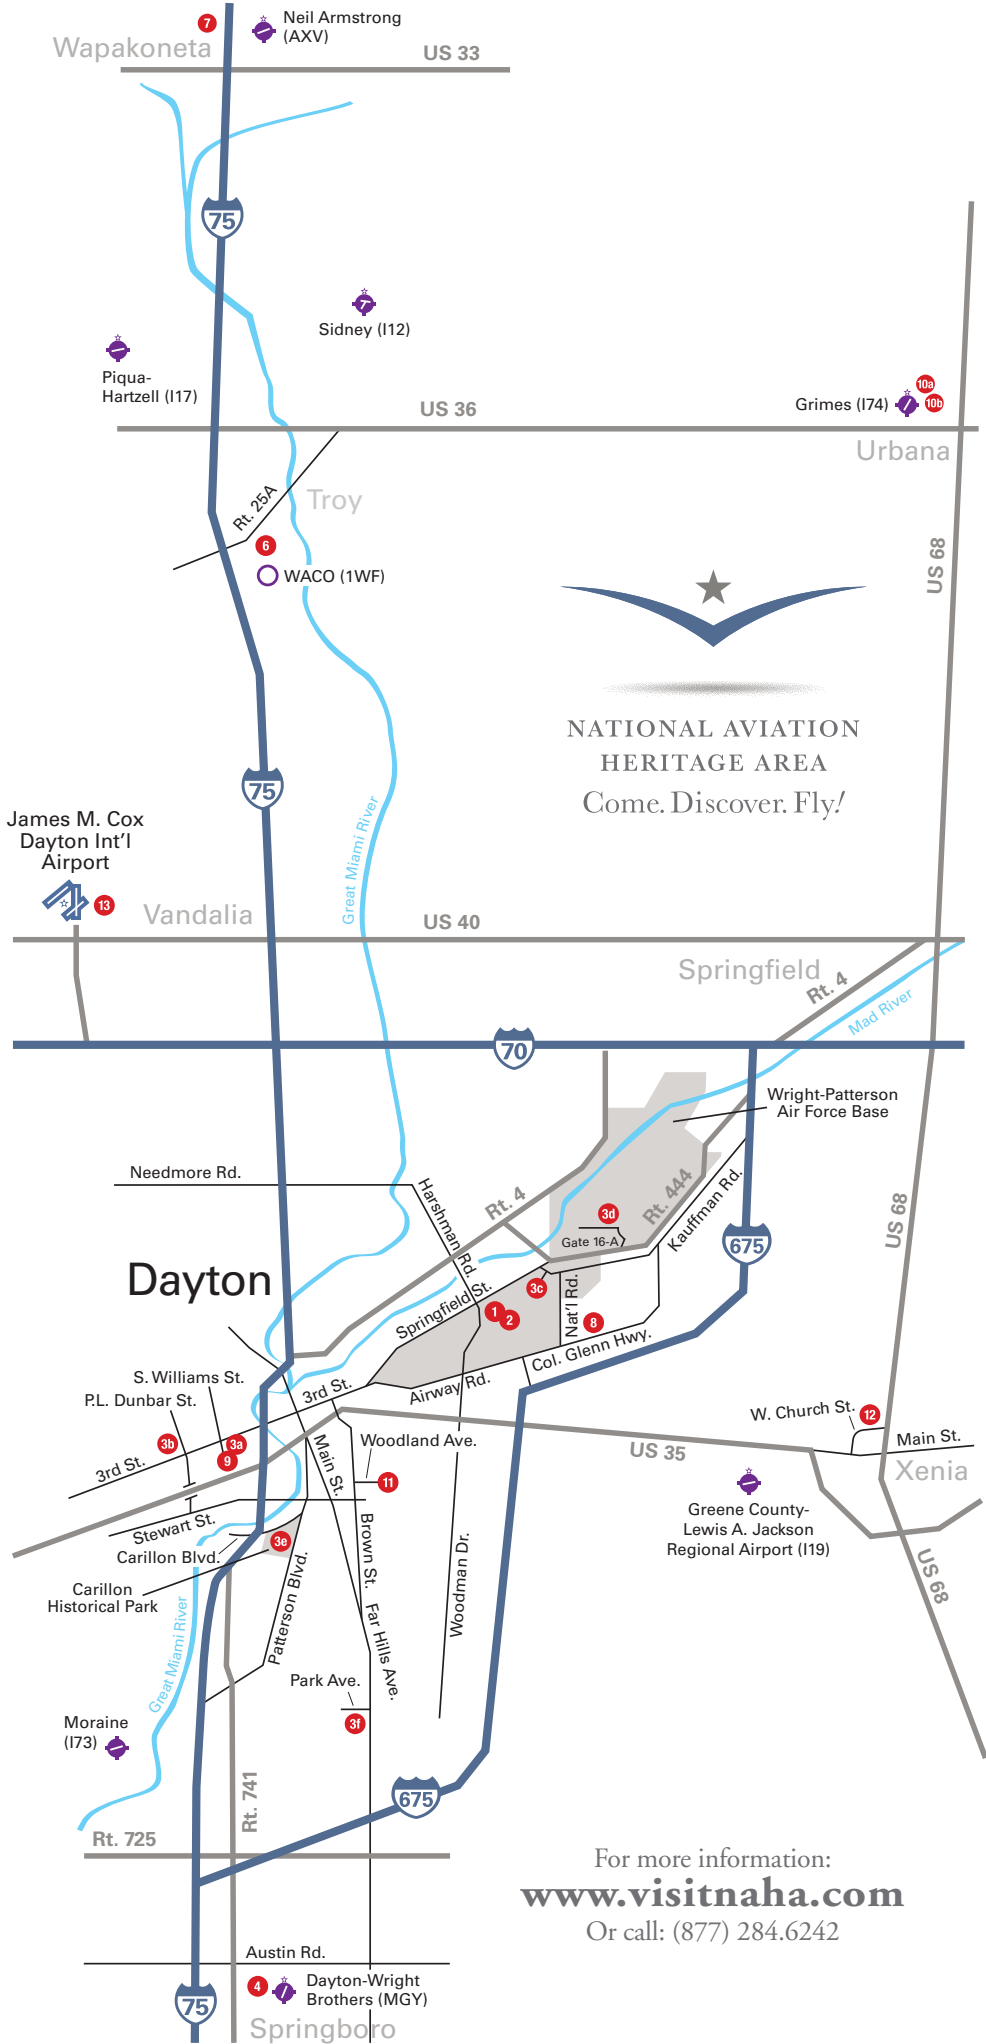 7
Neil Armstrong
(AXV)
Wapakoneta
US 33
75
Sidney (I12)
Piqua-
Hartzell (I17)
10a
10b
Grimes (I74)
US 36
Urbana
Rt. 25A
Troy
6
WACO (1WF)
US 68
NATIONAL AVIATION
HERITAGE AREA
Come. Discover. Fly!
75
James M. Cox
Dayton Int'l
Airport
13
Great Miami River
Vandalia
US 40
Springfield
Rt. 4
Mad River
70
Wright-Patterson
Air Force Base
Needmore Rd.
Harshman Rd.
Rt. 4
Rt. 444
Kauffman Rd.
3d
Gate 16-A
US 68
675
Dayton
3c
Springfield St.
1
2
Nat'l Rd.
8
Col. Glenn Hwy.
Airway Rd.
S. Williams St.
P.L. Dunbar St.
3rd St.
3b
3a
9
3rd St.
Main St.
Woodland Ave.
11
US 35
W. Church St.
12
Main St.
Xenia
Greene County-
Lewis A. Jackson
Regional Airport (I19)
Stewart St.
Carillon Blvd.
3e
Carillon
Historical Park
Patterson Blvd.
Brown St.
Woodman Dr.
US 68
Great Miami River
Far Hills Ave.
Park Ave.
3f
Moraine
(I73)
Rt. 741
675
Rt. 725
For more information:
www.visitnaha.com
Or call: (877) 284.6242
Austin Rd.
4
Dayton-Wright
Brothers (MGY)
75
Springboro